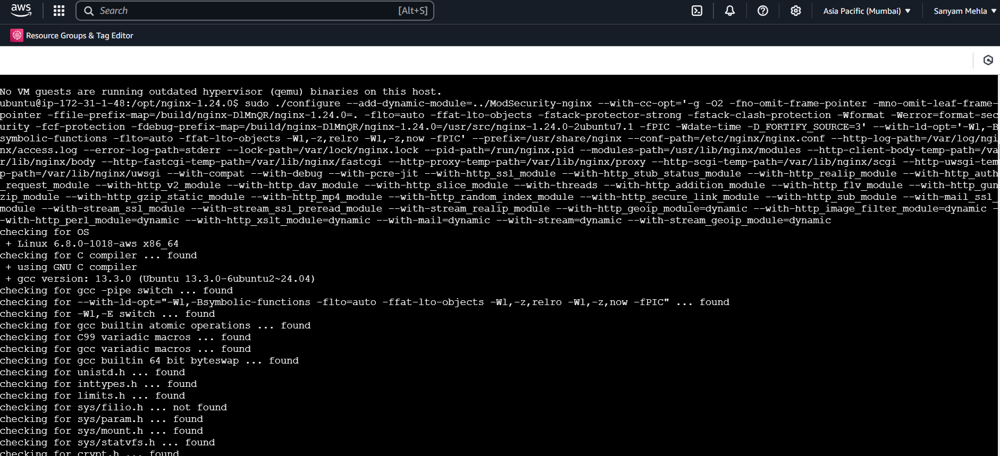 aws
Search [Alt+S]
Asia Pacific (Mumbai) ▼
Sanyam Mehla ▼
Resource Groups & Tag Editor
No VM guests are running outdated hypervisor (qemu) binaries on this host.
ubuntu@ip-172-31-1-48:/opt/nginx-1.24.0$ sudo ./configure --add-dynamic-module=../ModSecurity-nginx --with-cc-opt='-g -O2 -fno-omit-frame-pointer -mno-omit-leaf-frame-
pointer -ffile-prefix-map=/build/nginx-DlMnQR/nginx-1.24.0=. -flto=auto -ffat-lto-objects -fstack-protector-strong -fstack-clash-protection -Wformat -Werror=format-sec
urity -fcf-protection -fdebug-prefix-map=/build/nginx-DlMnQR/nginx-1.24.0=/usr/src/nginx-1.24.0-2ubuntu7.1 -fPIC -Wdate-time -D_FORTIFY_SOURCE=3' --with-ld-opt='-Wl,-B
symbolic-functions -flto=auto -ffat-lto-objects -Wl,-z,relro -Wl,-z,now -fPIC' --prefix=/usr/share/nginx --conf-path=/etc/nginx/nginx.conf --http-log-path=/var/log/ngi
nx/access.log --error-log-path=stderr --lock-path=/var/lock/nginx.lock --pid-path=/run/nginx.pid --modules-path=/usr/lib/nginx/modules --http-client-body-temp-path=/va
r/lib/nginx/body --http-fastcgi-temp-path=/var/lib/nginx/fastcgi --http-proxy-temp-path=/var/lib/nginx/proxy --http-scgi-temp-path=/var/lib/nginx/scgi --http-uwsgi-tem
p-path=/var/lib/nginx/uwsgi --with-compat --with-debug --with-pcre-jit --with-http_ssl_module --with-http_stub_status_module --with-http_realip_module --with-http_auth
_request_module --with-http_v2_module --with-http_dav_module --with-http_slice_module --with-threads --with-http_addition_module --with-http_flv_module --with-http_gun
zip_module --with-http_gzip_static_module --with-http_mp4_module --with-http_random_index_module --with-http_secure_link_module --with-http_sub_module --with-mail_ssl_
module --with-stream_ssl_module --with-stream_ssl_preread_module --with-stream_realip_module --with-http_geoip_module=dynamic --with-http_image_filter_module=dynamic -
-with-http_perl_module=dynamic --with-http_xslt_module=dynamic --with-mail=dynamic --with-stream=dynamic --with-stream_geoip_module=dynamic
checking for OS
 + Linux 6.8.0-1018-aws x86_64
checking for C compiler ... found
 + using GNU C compiler
 + gcc version: 13.3.0 (Ubuntu 13.3.0-6ubuntu2~24.04)
checking for gcc -pipe switch ... found
checking for --with-ld-opt="-Wl,-Bsymbolic-functions -flto=auto -ffat-lto-objects -Wl,-z,relro -Wl,-z,now -fPIC" ... found
checking for -Wl,-E switch ... found
checking for gcc builtin atomic operations ... found
checking for C99 variadic macros ... found
checking for gcc variadic macros ... found
checking for gcc builtin 64 bit byteswap ... found
checking for unistd.h ... found
checking for inttypes.h ... found
checking for limits.h ... found
checking for sys/filio.h ... not found
checking for sys/param.h ... found
checking for sys/mount.h ... found
checking for sys/statvfs.h ... found
checking for crypt.h ... found